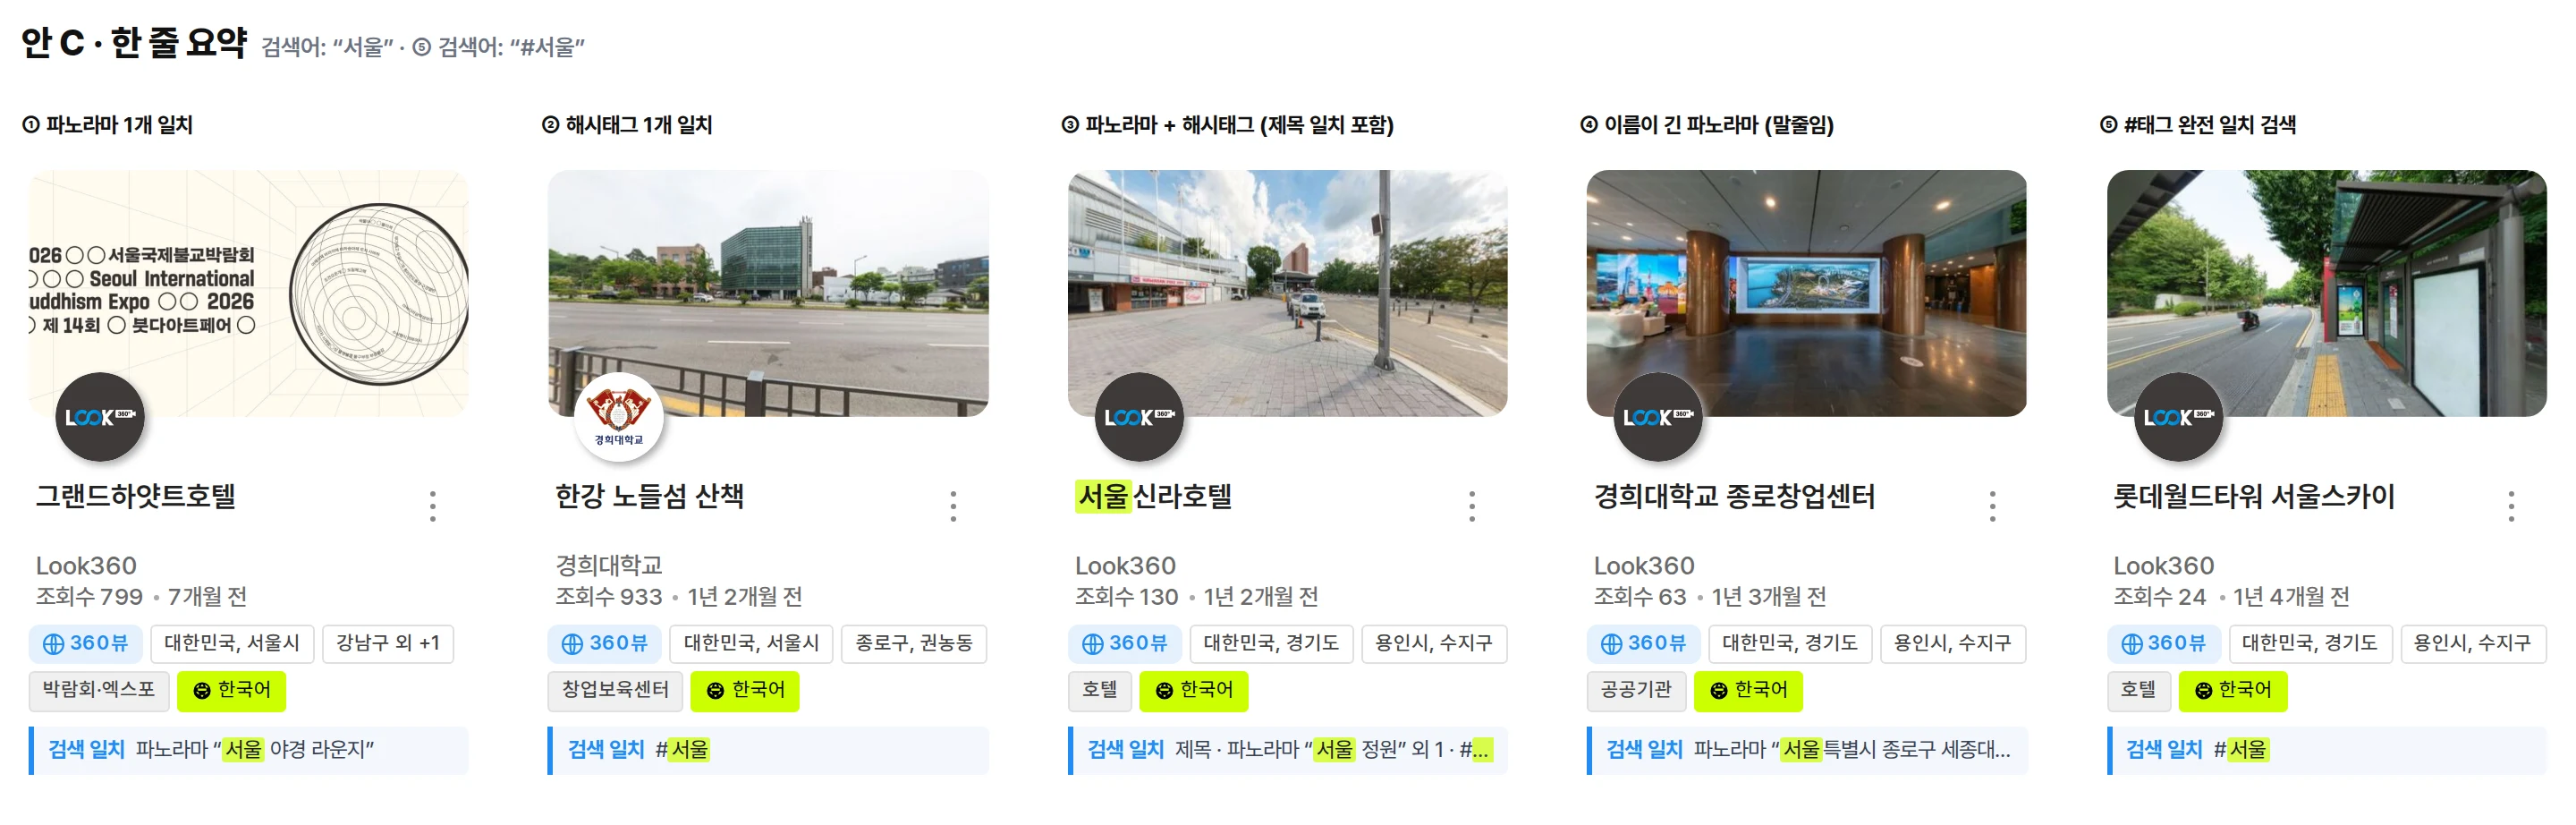 안 C · 한 줄 요약 검색어: “서울” · ⑤ 검색어: “#서울”
① 파노라마 1개 일치
026 ○○서울국제불교박람회
○○○ Seoul International
uddhism Expo ○○ 2026
○ 제 14회 ○ 붓다아트페어 ○
LOOK 360°
그랜드하얏트호텔
Look360
조회수 799 • 7개월 전
360뷰 대한민국, 서울시 강남구 외 +1
박람회·엑스포 한국어
검색 일치 파노라마 “서울 야경 라운지”
② 해시태그 1개 일치
경희대학교
한강 노들섬 산책
경희대학교
조회수 933 • 1년 2개월 전
360뷰 대한민국, 서울시 종로구, 권농동
창업보육센터 한국어
검색 일치 #서울
③ 파노라마 + 해시태그 (제목 일치 포함)
LOOK 360°
서울신라호텔
Look360
조회수 130 • 1년 2개월 전
360뷰 대한민국, 경기도 용인시, 수지구
호텔 한국어
검색 일치 제목 · 파노라마 “서울 정원” 외 1 · #...
④ 이름이 긴 파노라마 (말줄임)
LOOK 360°
경희대학교 종로창업센터
Look360
조회수 63 • 1년 3개월 전
360뷰 대한민국, 경기도 용인시, 수지구
공공기관 한국어
검색 일치 파노라마 “서울특별시 종로구 세종대...
⑤ #태그 완전 일치 검색
LOOK 360°
롯데월드타워 서울스카이
Look360
조회수 24 • 1년 4개월 전
360뷰 대한민국, 경기도 용인시, 수지구
호텔 한국어
검색 일치 #서울